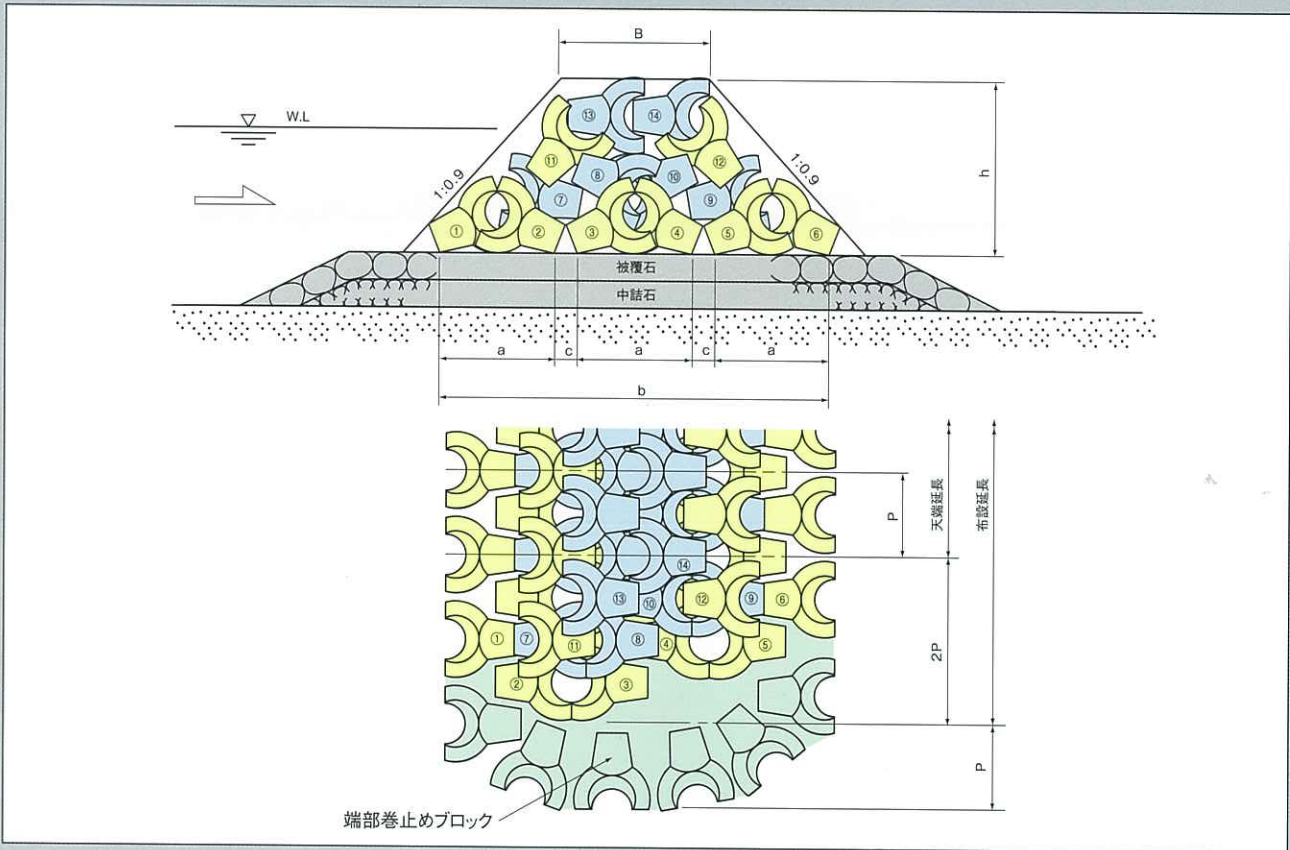 B
W.L
1:0.9
1:0.9
h
⑬ ⑭
⑪ ⑧ ⑩ ⑫
⑦ ⑨
① ② ③ ④ ⑤ ⑥
被覆石
中詰石
a c a c a
b
天端延長
布設延長
P
⑭
⑬ ⑩ ⑫ ⑨ ⑥
① ⑦ ⑪ ⑧ ④ ⑤
② ③
2P
P
端部巻止めブロック